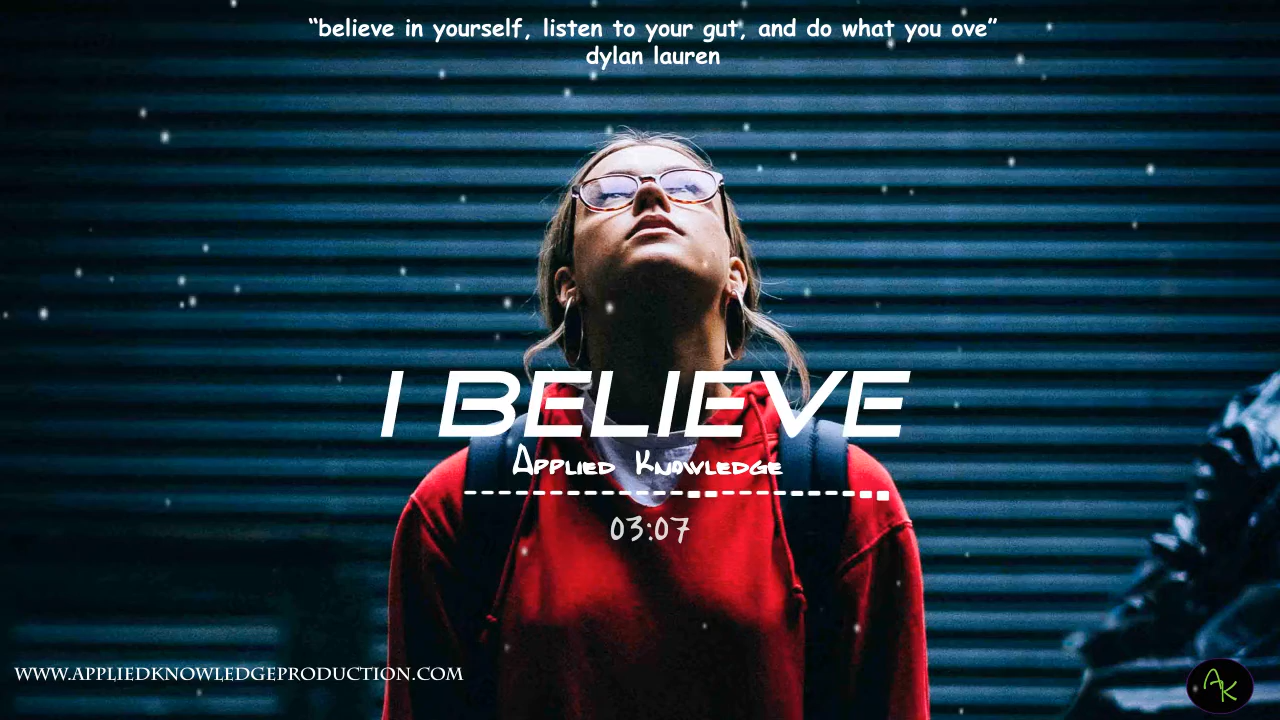 “believe in yourself, listen to your gut, and do what you ove”
dylan lauren
I BELIEVE
Applied Knowledge
03:07
WWW.APPLIEDKNOWLEDGEPRODUCTION.COM
AK